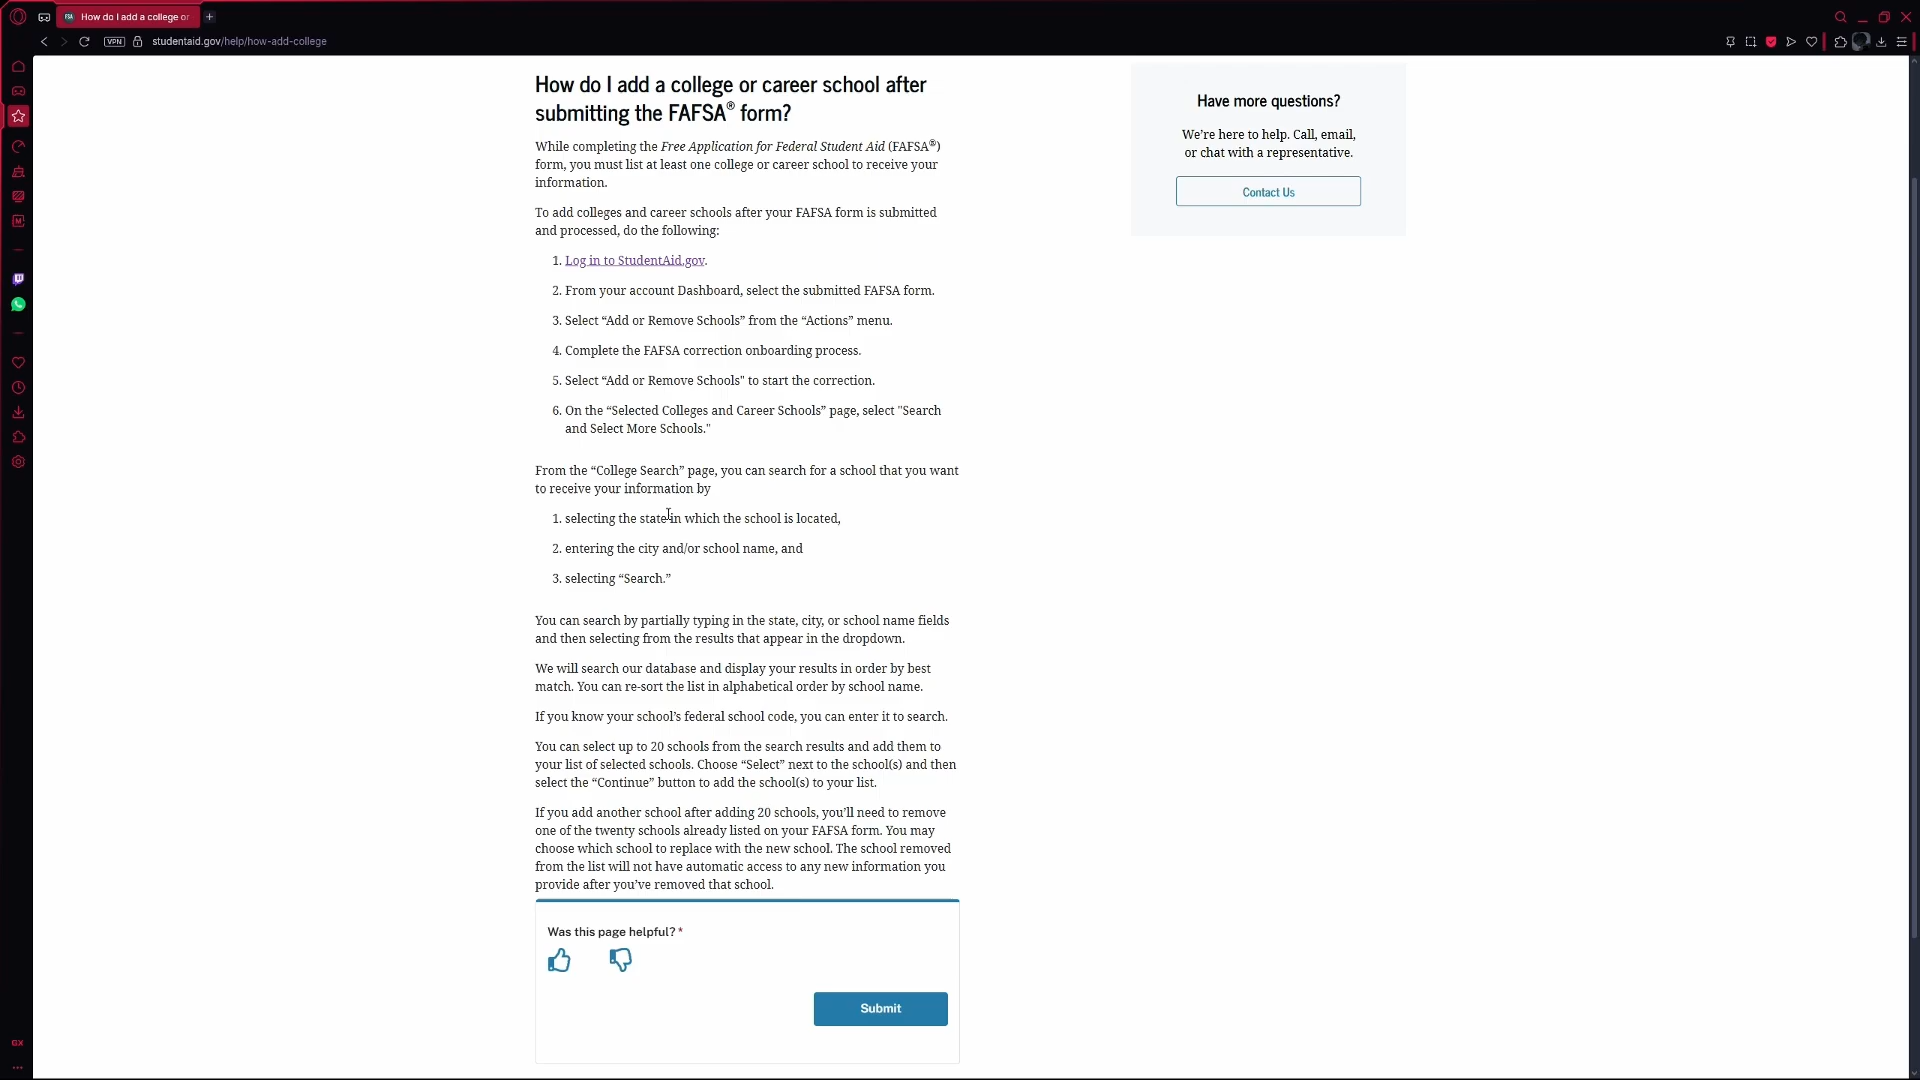 How do I add a college or
VPN
studentaid.gov/help/how-add-college
How do I add a college or career school after
submitting the FAFSA® form?
While completing the Free Application for Federal Student Aid (FAFSA®)
form, you must list at least one college or career school to receive your
information.
To add colleges and career schools after your FAFSA form is submitted
and processed, do the following:
1. Log in to StudentAid.gov.
2. From your account Dashboard, select the submitted FAFSA form.
3. Select “Add or Remove Schools” from the “Actions” menu.
4. Complete the FAFSA correction onboarding process.
5. Select “Add or Remove Schools" to start the correction.
6. On the “Selected Colleges and Career Schools” page, select "Search
and Select More Schools."
From the “College Search” page, you can search for a school that you want
to receive your information by
1. selecting the state in which the school is located,
2. entering the city and/or school name, and
3. selecting “Search.”
You can search by partially typing in the state, city, or school name fields
and then selecting from the results that appear in the dropdown.
We will search our database and display your results in order by best
match. You can re-sort the list in alphabetical order by school name.
If you know your school’s federal school code, you can enter it to search.
You can select up to 20 schools from the search results and add them to
your list of selected schools. Choose “Select” next to the school(s) and then
select the “Continue” button to add the school(s) to your list.
If you add another school after adding 20 schools, you’ll need to remove
one of the twenty schools already listed on your FAFSA form. You may
choose which school to replace with the new school. The school removed
from the list will not have automatic access to any new information you
provide after you’ve removed that school.
Was this page helpful? *
Submit
Have more questions?
We’re here to help. Call, email,
or chat with a representative.
Contact Us
GX